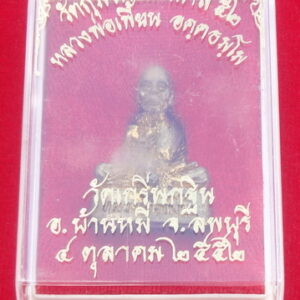 หลวงพ่อเพี้ยน อคฺคธมฺโม
วัดเกริ่นกฐิน
อ.บ้านหมี่ จ.ลพบุรี
๔ ตุลาคม ๒๕๕๒